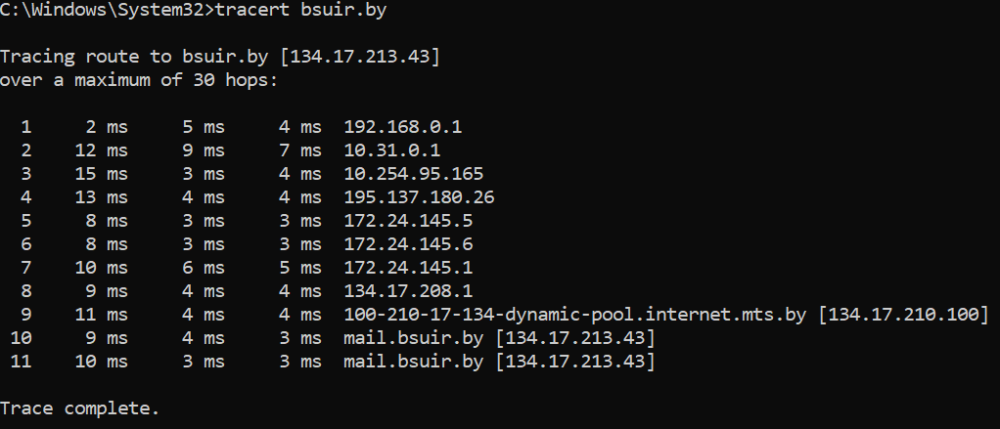 C:\Windows\System32>tracert bsuir.by
Tracing route to bsuir.by [134.17.213.43]
over a maximum of 30 hops:
1 2 ms 5 ms 4 ms 192.168.0.1
2 12 ms 9 ms 7 ms 10.31.0.1
3 15 ms 3 ms 4 ms 10.254.95.165
4 13 ms 4 ms 4 ms 195.137.180.26
5 8 ms 3 ms 3 ms 172.24.145.5
6 8 ms 3 ms 3 ms 172.24.145.6
7 10 ms 6 ms 5 ms 172.24.145.1
8 9 ms 4 ms 4 ms 134.17.208.1
9 11 ms 4 ms 4 ms 100-210-17-134-dynamic-pool.internet.mts.by [134.17.210.100]
10 9 ms 4 ms 3 ms mail.bsuir.by [134.17.213.43]
11 10 ms 3 ms 3 ms mail.bsuir.by [134.17.213.43]
Trace complete.